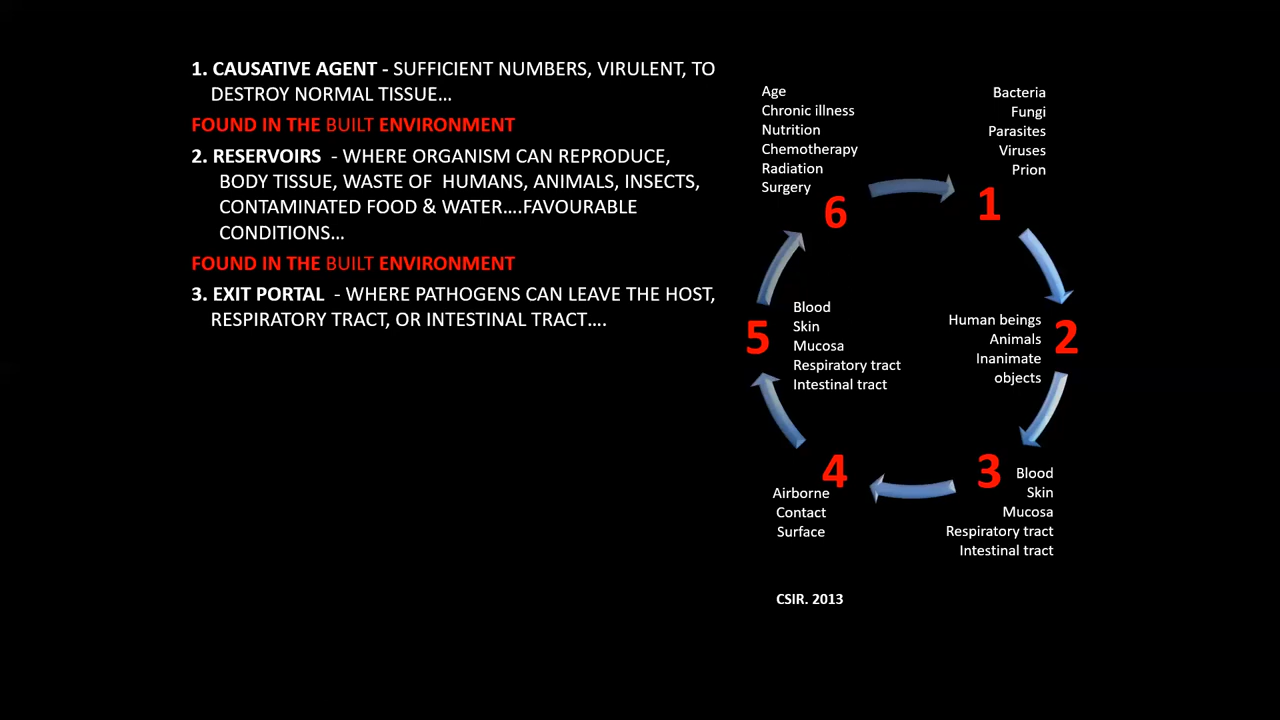 1. CAUSATIVE AGENT - SUFFICIENT NUMBERS, VIRULENT, TO
DESTROY NORMAL TISSUE...
FOUND IN THE BUILT ENVIRONMENT
2. RESERVOIRS - WHERE ORGANISM CAN REPRODUCE,
BODY TISSUE, WASTE OF HUMANS, ANIMALS, INSECTS,
CONTAMINATED FOOD & WATER....FAVOURABLE
CONDITIONS...
FOUND IN THE BUILT ENVIRONMENT
3. EXIT PORTAL - WHERE PATHOGENS CAN LEAVE THE HOST,
RESPIRATORY TRACT, OR INTESTINAL TRACT....
Age
Chronic illness
Nutrition
Chemotherapy
Radiation
Surgery
6
Bacteria
Fungi
Parasites
Viruses
Prion
1
Human beings
Animals
Inanimate
objects
2
3
Blood
Skin
Mucosa
Respiratory tract
Intestinal tract
4
Airborne
Contact
Surface
5
Blood
Skin
Mucosa
Respiratory tract
Intestinal tract
CSIR. 2013